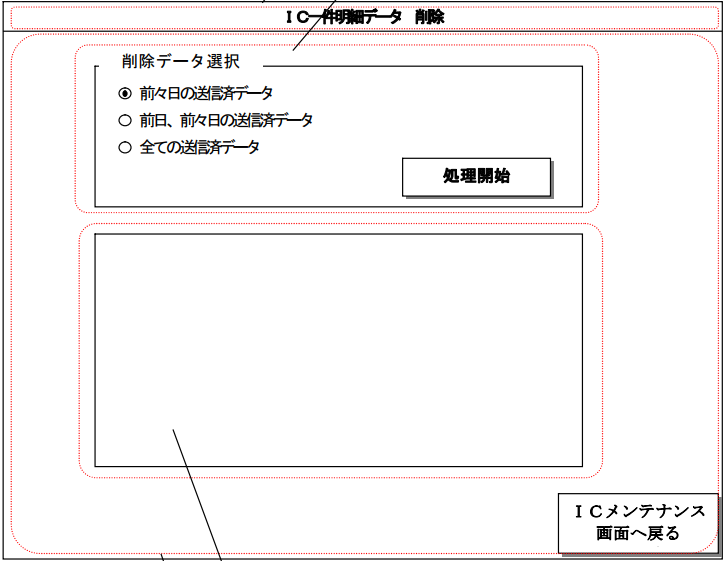 ＩＣ一件明細データ　削除
削除データ選択
前々日の送信済データ
前日、前々日の送信済データ
全ての送信済データ
処理開始
ＩＣメンテナンス
画面へ戻る